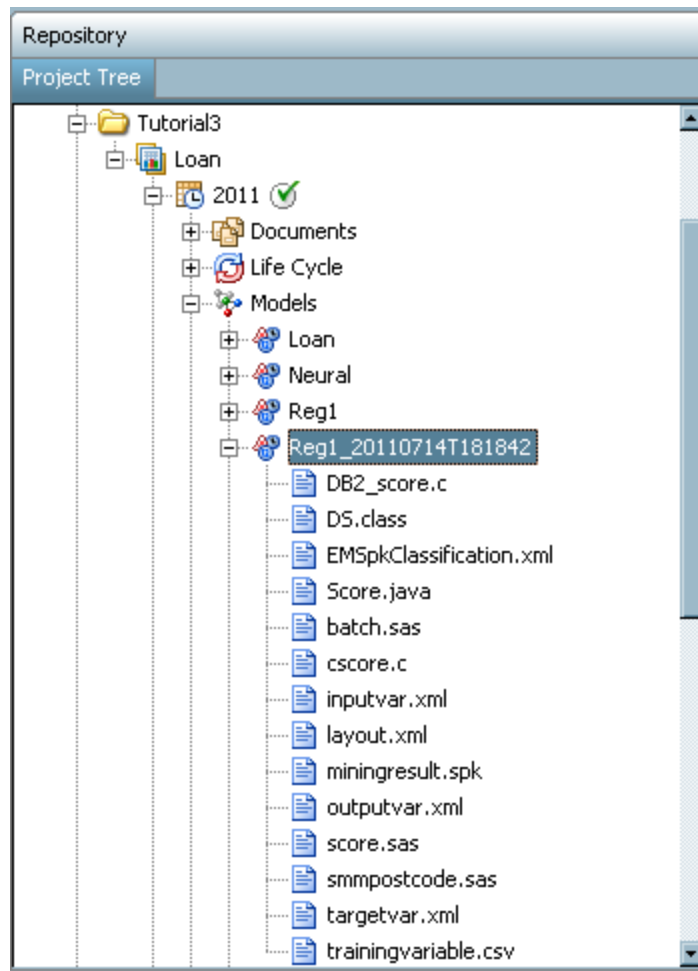 Repository
Project Tree
Tutorial3
Loan
2011
Documents
Life Cycle
Models
Loan
Neural
Reg1
Reg1_20110714T181842
DB2_score.c
DS.class
EMSpkClassification.xml
Score.java
batch.sas
cscore.c
inputvar.xml
layout.xml
miningresult.spk
outputvar.xml
score.sas
smmpostcode.sas
targetvar.xml
trainingvariable.csv